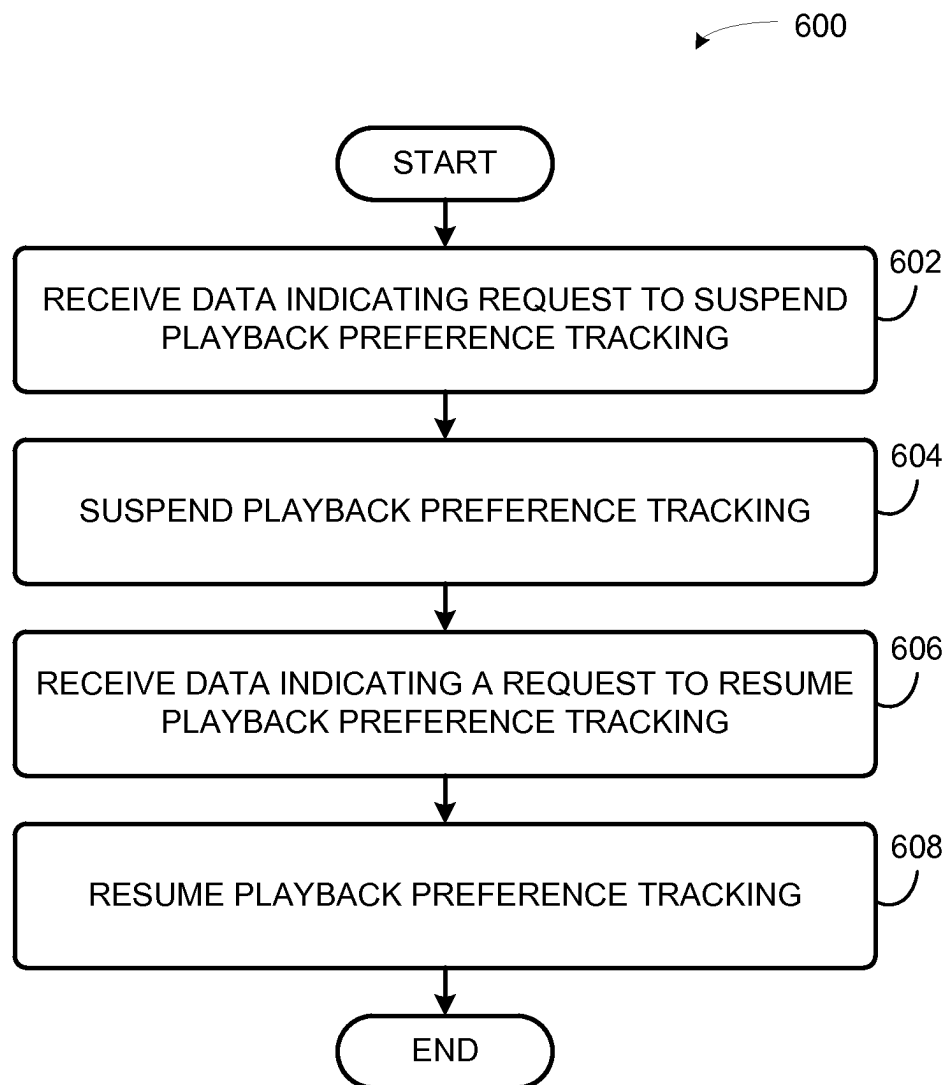 600
START
RECEIVE DATA INDICATING REQUEST TO SUSPEND
PLAYBACK PREFERENCE TRACKING
602
SUSPEND PLAYBACK PREFERENCE TRACKING
604
RECEIVE DATA INDICATING A REQUEST TO RESUME
PLAYBACK PREFERENCE TRACKING
606
RESUME PLAYBACK PREFERENCE TRACKING
608
END